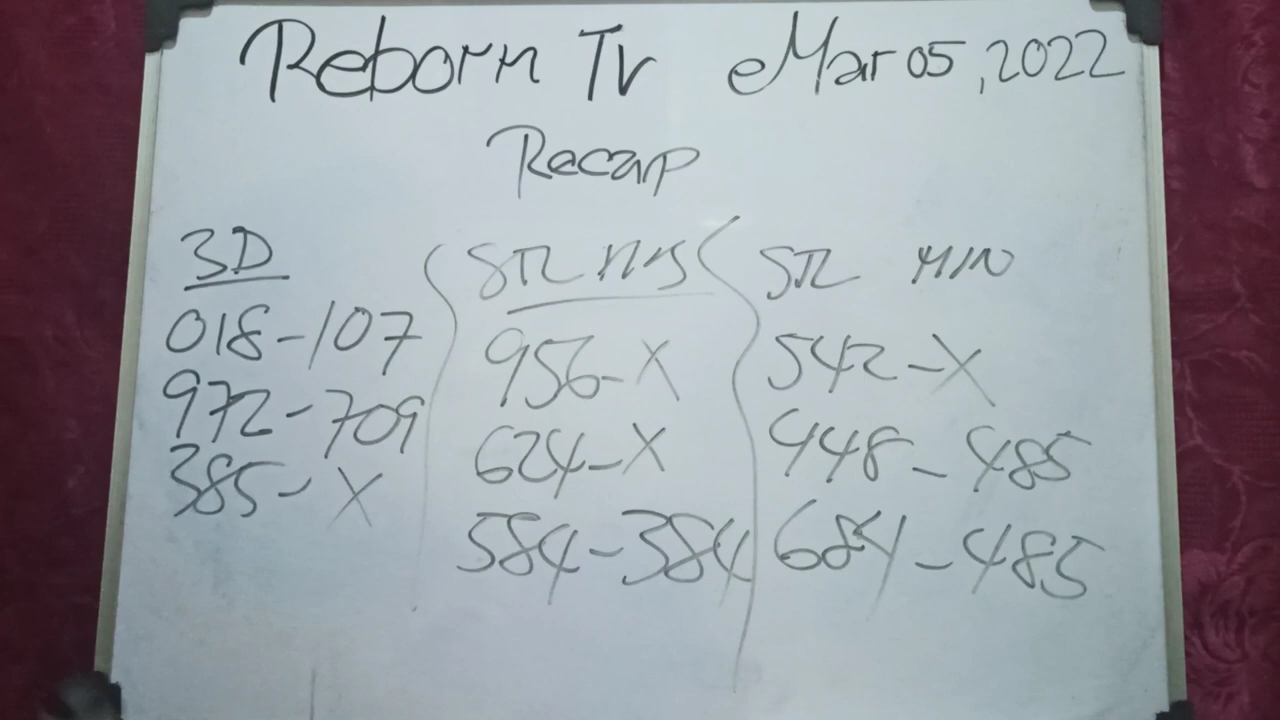 Reborn Tv Mar 05, 2022
Recap
3D
018-107
972-709
385-X
STL
956-X
624-X
584-384
STL MIN
542-X
448-485
684-485